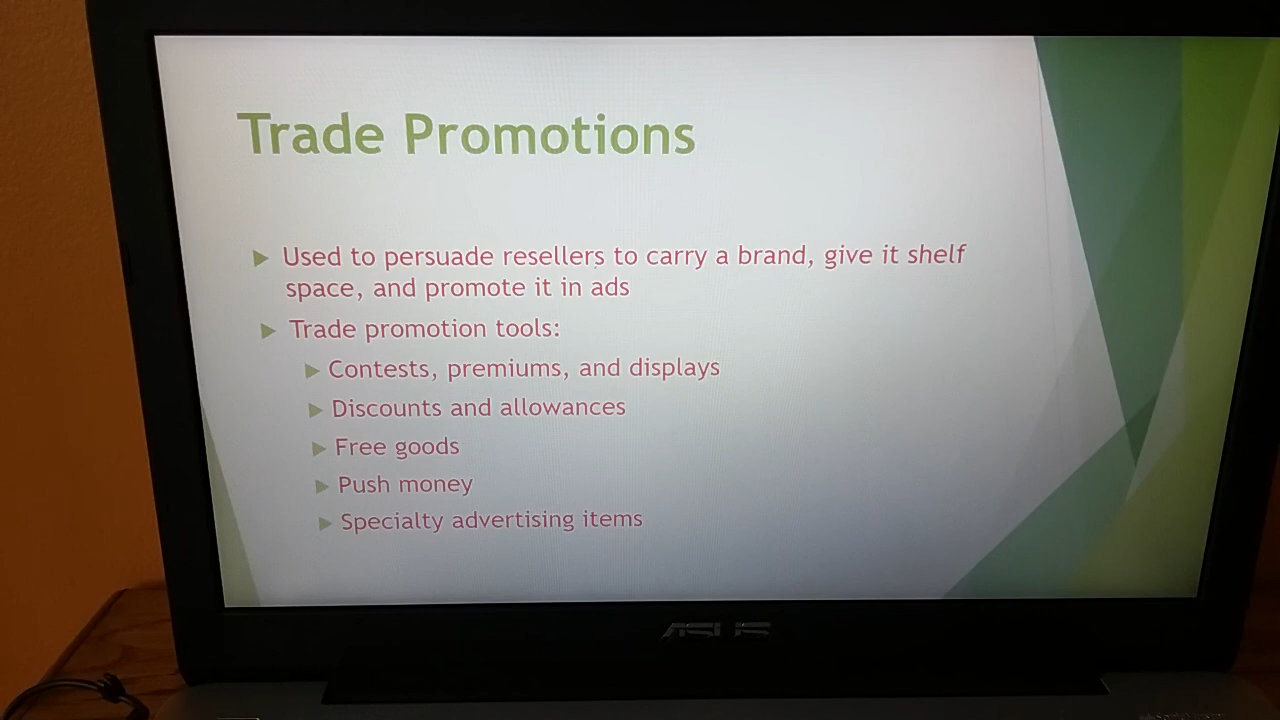 Trade Promotions
Used to persuade resellers to carry a brand, give it shelf
space, and promote it in ads
Trade promotion tools:
Contests, premiums, and displays
Discounts and allowances
Free goods
Push money
Specialty advertising items
ASUS